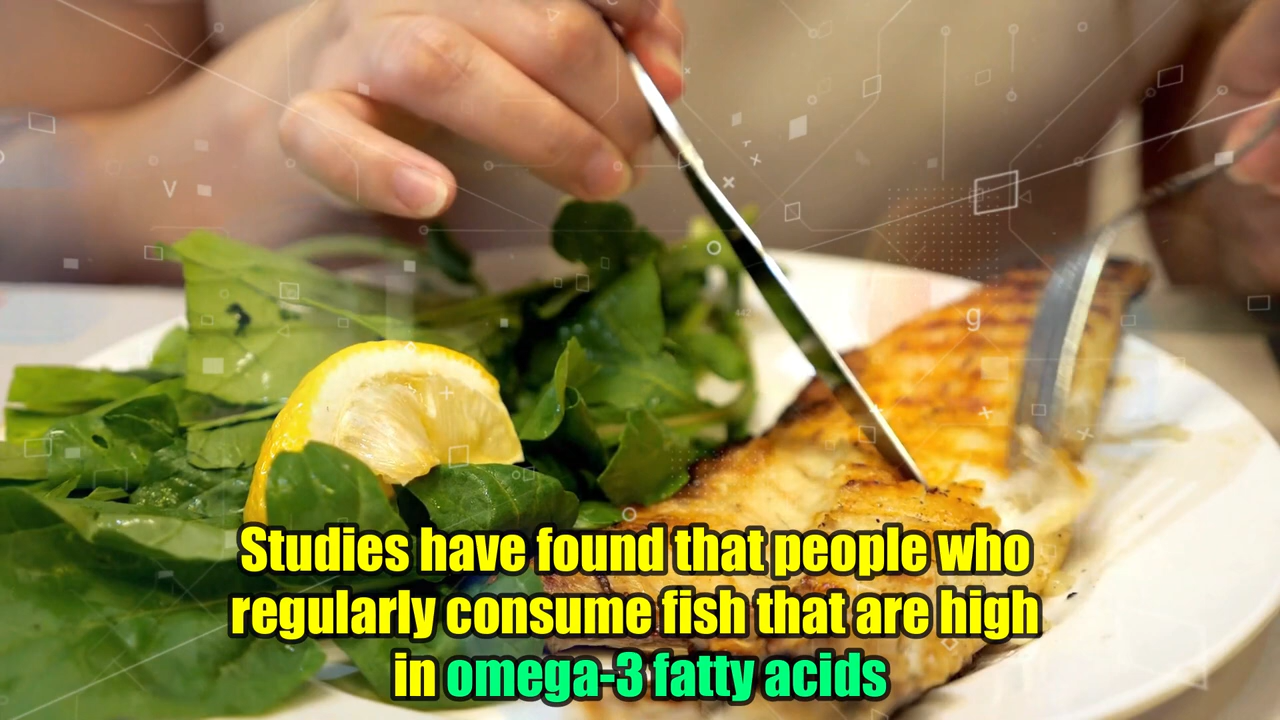 Studies have found that people who
regularly consume fish that are high
in omega-3 fatty acids